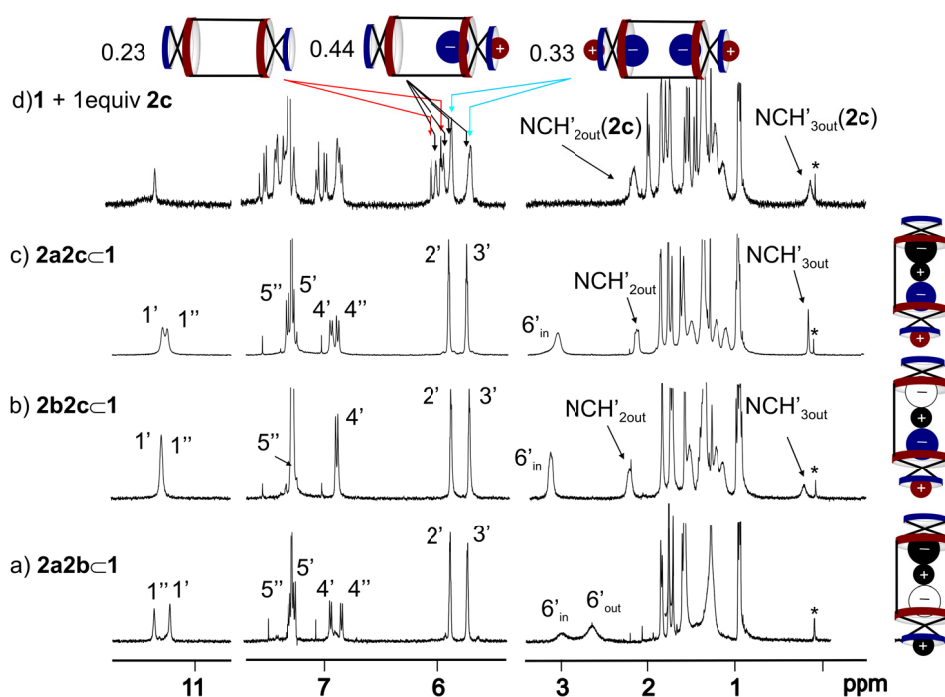 0.23 0.44 − + 0.33 + − − +
d)1 + 1equiv 2c
NCH'2out(2c)
NCH'3out(2c)
*
c) 2a2c⊂1
1' 1''
5'' 5' 4' 4''
2' 3'
6'in
NCH'2out
NCH'3out
*
− + − +
b) 2b2c⊂1
1' 1''
5'' 4'
2' 3'
6'in
NCH'2out
NCH'3out
*
− + − +
a) 2a2b⊂1
1'' 1'
5'' 5' 4' 4''
2' 3'
6'in 6'out
*
− + − +
11 7 6 3 2 1 ppm